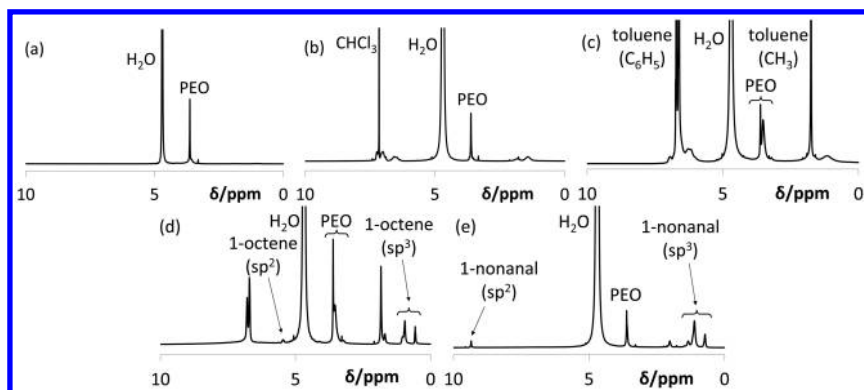 (a)
H₂O
PEO
10
5
0
δ/ppm
(b)
CHCl₃
H₂O
PEO
10
5
0
δ/ppm
(c)
toluene
(C₆H₅)
H₂O
toluene
(CH₃)
PEO
10
5
0
δ/ppm
(d)
1-octene
(sp²)
H₂O
PEO
1-octene
(sp³)
10
5
0
δ/ppm
(e)
1-nonanal
(sp²)
H₂O
PEO
1-nonanal
(sp³)
10
5
0
δ/ppm